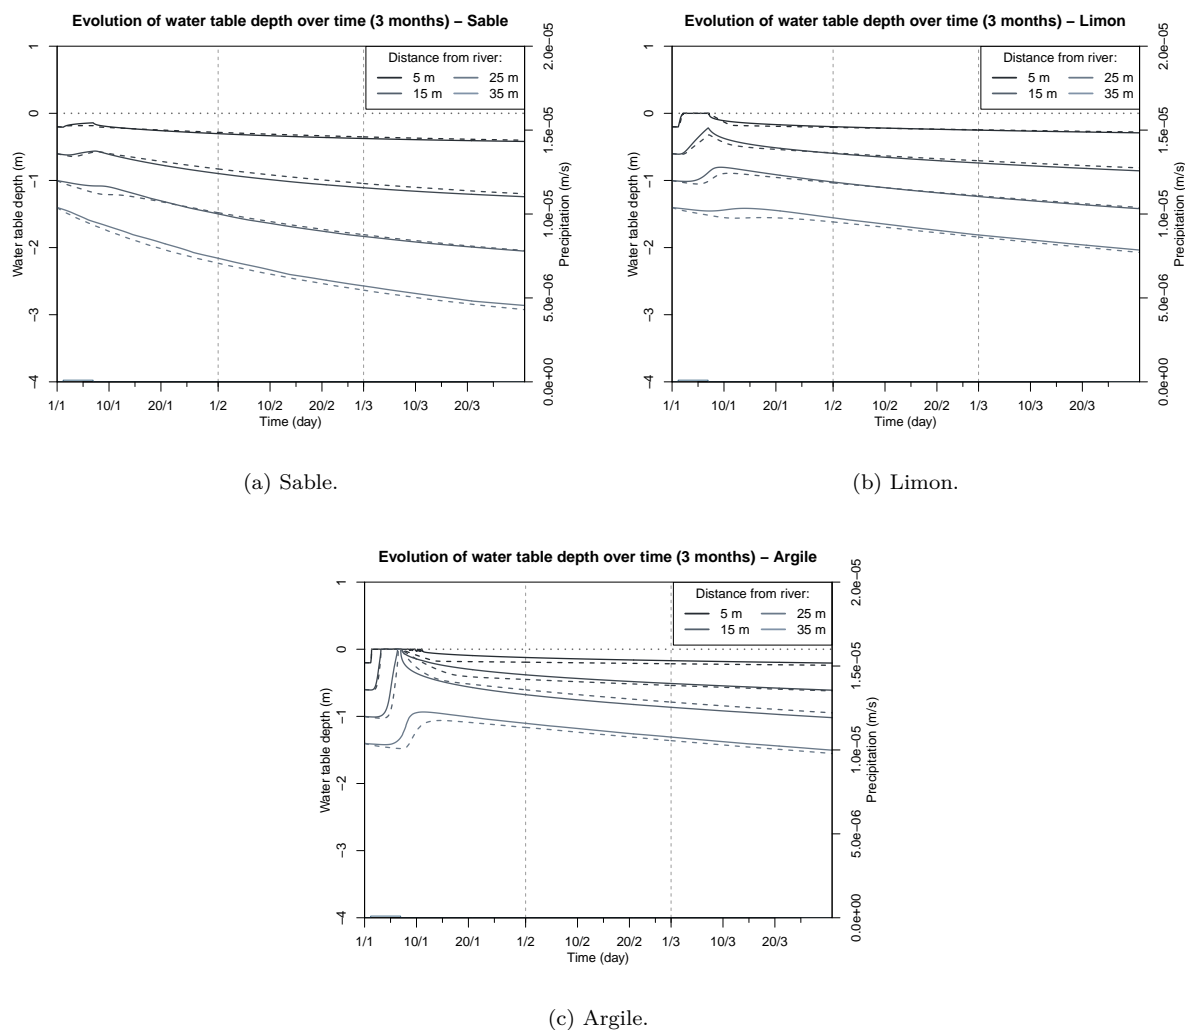 Evolution of water table depth over time (3 months) – Sable
Water table depth (m)
1
0
–1
–2
–3
–4
Distance from river:
5 m
25 m
15 m
35 m
2.0e–05
1.5e–05
1.0e–05
5.0e–06
0.0e+00
Precipitation (m/s)
1/1 10/1 20/1 1/2 10/2 20/2 1/3 10/3 20/3
Time (day)
(a) Sable.
Evolution of water table depth over time (3 months) – Limon
Water table depth (m)
1
0
–1
–2
–3
–4
Distance from river:
5 m
25 m
15 m
35 m
2.0e–05
1.5e–05
1.0e–05
5.0e–06
0.0e+00
Precipitation (m/s)
1/1 10/1 20/1 1/2 10/2 20/2 1/3 10/3 20/3
Time (day)
(b) Limon.
Evolution of water table depth over time (3 months) – Argile
Water table depth (m)
1
0
–1
–2
–3
–4
Distance from river:
5 m
25 m
15 m
35 m
2.0e–05
1.5e–05
1.0e–05
5.0e–06
0.0e+00
Precipitation (m/s)
1/1 10/1 20/1 1/2 10/2 20/2 1/3 10/3 20/3
Time (day)
(c) Argile.